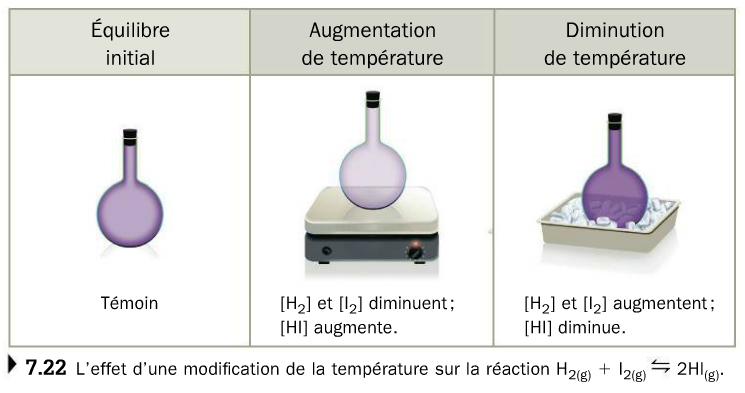 Équilibre
initial
Augmentation
de température
Diminution
de température
Témoin
[H₂] et [I₂] diminuent ;
[HI] augmente.
[H₂] et [I₂] augmentent ;
[HI] diminue.
7.22 L’effet d’une modification de la température sur la réaction H₂(g) + I₂(g) ⇆ 2HI(g).